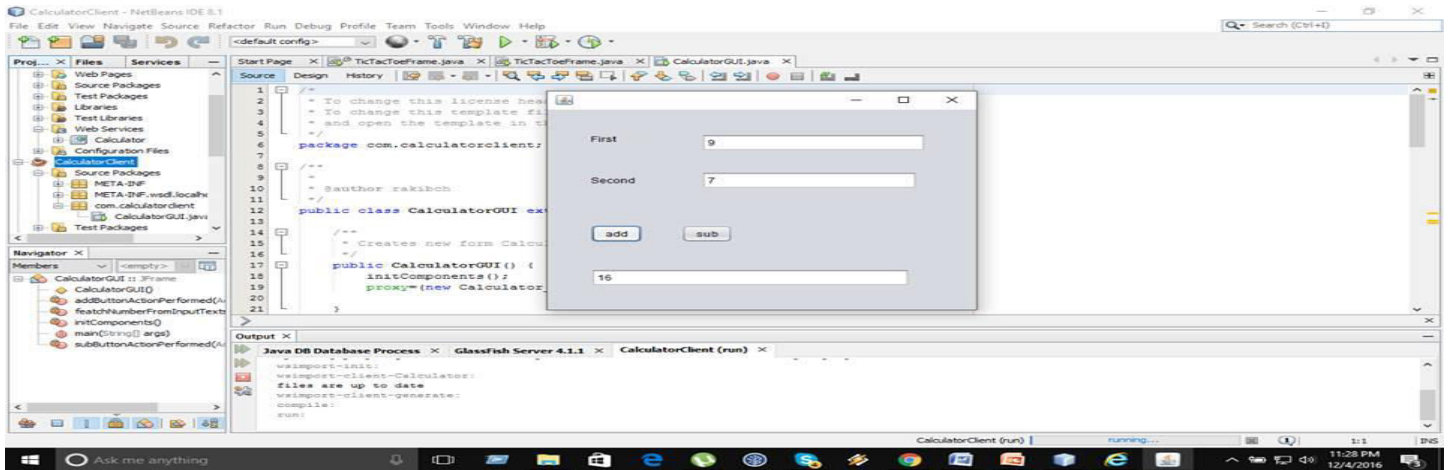 CalculatorClient - NetBeans IDE 8.1
File Edit View Navigate Source Refactor Run Debug Profile Team Tools Window Help
Search (Ctrl+I)
<default config>
Proj... Files Services
Web Pages
Source Packages
Test Packages
Libraries
Test Libraries
Web Services
Calculator
Configuration Files
CalculatorClient
Source Packages
META-INF
META-INF.wsdl.localhc
com.calculatorclient
CalculatorGUI.java
Test Packages
Navigator
Members <empty>
CalculatorGUI :: JFrame
CalculatorGUI()
addButtonActionPerformed(A
featchNumberFromInputTexts
initComponents()
main(String[] args)
subButtonActionPerformed(A
Start Page TicTacToeFrame.java TicTacToeFrame.java CalculatorGUI.java
Source Design History
1 /*
2 * To change this license hea
3 * To change this template fi
4 * and open the template in t
5 */
6 package com.calculatorclient;
7
8 /**
9 *
10 * @author rakibch
11 */
12 public class CalculatorGUI ext
13
14 /**
15 * Creates new form Calcu
16 */
17 public CalculatorGUI() {
18 initComponents();
19 proxy=(new Calculator_
20
21 }
First 9
Second 7
add sub
16
Output
Java DB Database Process GlassFish Server 4.1.1 CalculatorClient (run)
wsimport-init:
wsimport-client-Calculator:
files are up to date
wsimport-client-generate:
compile:
run:
CalculatorClient (run) running... 1:1 INS
Ask me anything
11:28 PM
12/4/2016